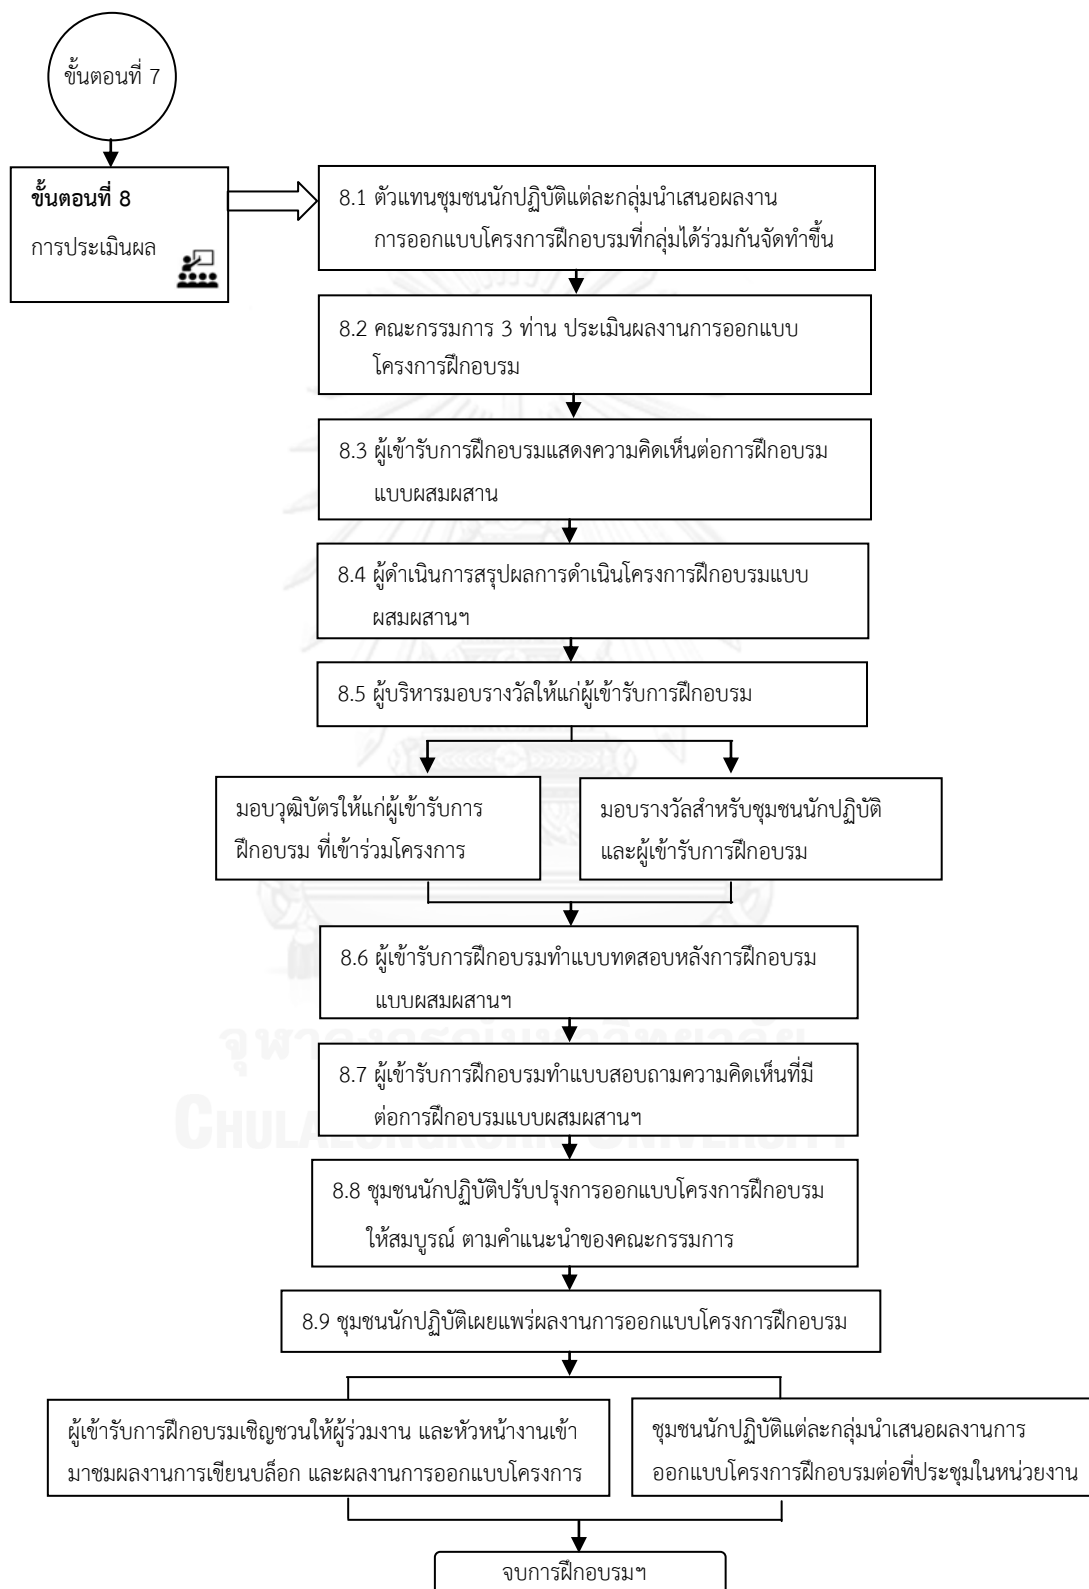 ขั้นตอนที่ 7
ขั้นตอนที่ 8
การประเมินผล
8.1 ตัวแทนชุมชนนักปฏิบัติแต่ละกลุ่มนำเสนอผลงาน
การออกแบบโครงการฝึกอบรมที่กลุ่มได้ร่วมกันจัดทำขึ้น
8.2 คณะกรรมการ 3 ท่าน ประเมินผลงานการออกแบบ
โครงการฝึกอบรม
8.3 ผู้เข้ารับการฝึกอบรมแสดงความคิดเห็นต่อการฝึกอบรม
แบบผสมผสาน
8.4 ผู้ดำเนินการสรุปผลการดำเนินโครงการฝึกอบรมแบบ
ผสมผสานฯ
8.5 ผู้บริหารมอบรางวัลให้แก่ผู้เข้ารับการฝึกอบรม
มอบวุฒิบัตรให้แก่ผู้เข้ารับการ
ฝึกอบรม ที่เข้าร่วมโครงการ
มอบรางวัลสำหรับชุมชนนักปฏิบัติ
และผู้เข้ารับการฝึกอบรม
8.6 ผู้เข้ารับการฝึกอบรมทำแบบทดสอบหลังการฝึกอบรม
แบบผสมผสานฯ
จุฬาลงกรณ์มหาวิทยาลัย
8.7 ผู้เข้ารับการฝึกอบรมทำแบบสอบถามความคิดเห็นที่มี
ต่อการฝึกอบรมแบบผสมผสานฯ
CHULALONGKORN UNIVERSITY
8.8 ชุมชนนักปฏิบัติปรับปรุงการออกแบบโครงการฝึกอบรม
ให้สมบูรณ์ ตามคำแนะนำของคณะกรรมการ
8.9 ชุมชนนักปฏิบัติเผยแพร่ผลงานการออกแบบโครงการฝึกอบรม
ผู้เข้ารับการฝึกอบรมเชิญชวนให้ผู้ร่วมงาน และหัวหน้างานเข้า
มาชมผลงานการเขียนบล็อก และผลงานการออกแบบโครงการ
ชุมชนนักปฏิบัติแต่ละกลุ่มนำเสนอผลงานการ
ออกแบบโครงการฝึกอบรมต่อที่ประชุมในหน่วยงาน
จบการฝึกอบรมฯ